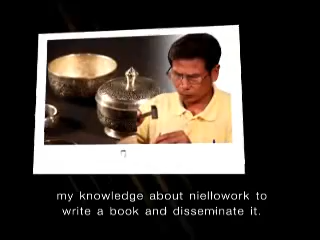 my knowledge about niellowork to
write a book and disseminate it.